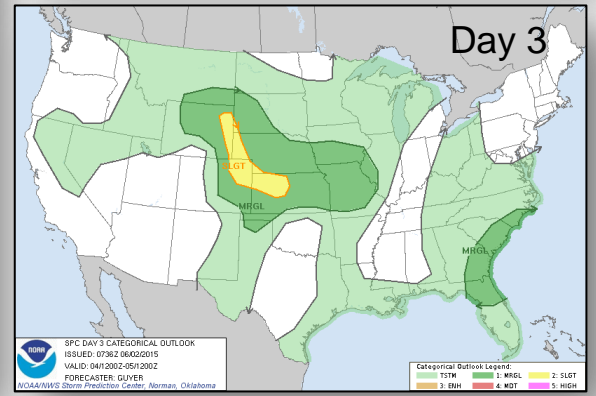 Day 3
SLGT
MRGL
MRGL
NOAA
SPC DAY 3 CATEGORICAL OUTLOOK
ISSUED: 0736Z 06/02/2015
VALID: 04/1200Z-05/1200Z
FORECASTER: GUYER
NOAA/NWS Storm Prediction Center, Norman, Oklahoma
Categorical Outlook Legend:
TSTM 1: MRGL 2: SLGT
3: ENH 4: MDT 5: HIGH